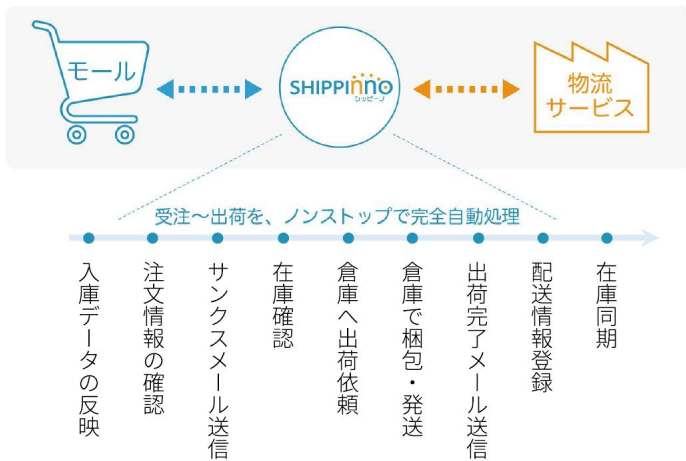 モール
SHIPPINNO
シッピーノ
物流
サービス
受注～出荷を、ノンストップで完全自動処理
入庫データの反映
注文情報の確認
サンクスメール送信
在庫確認
倉庫へ出荷依頼
倉庫で梱包・発送
出荷完了メール送信
配送情報登録
在庫同期